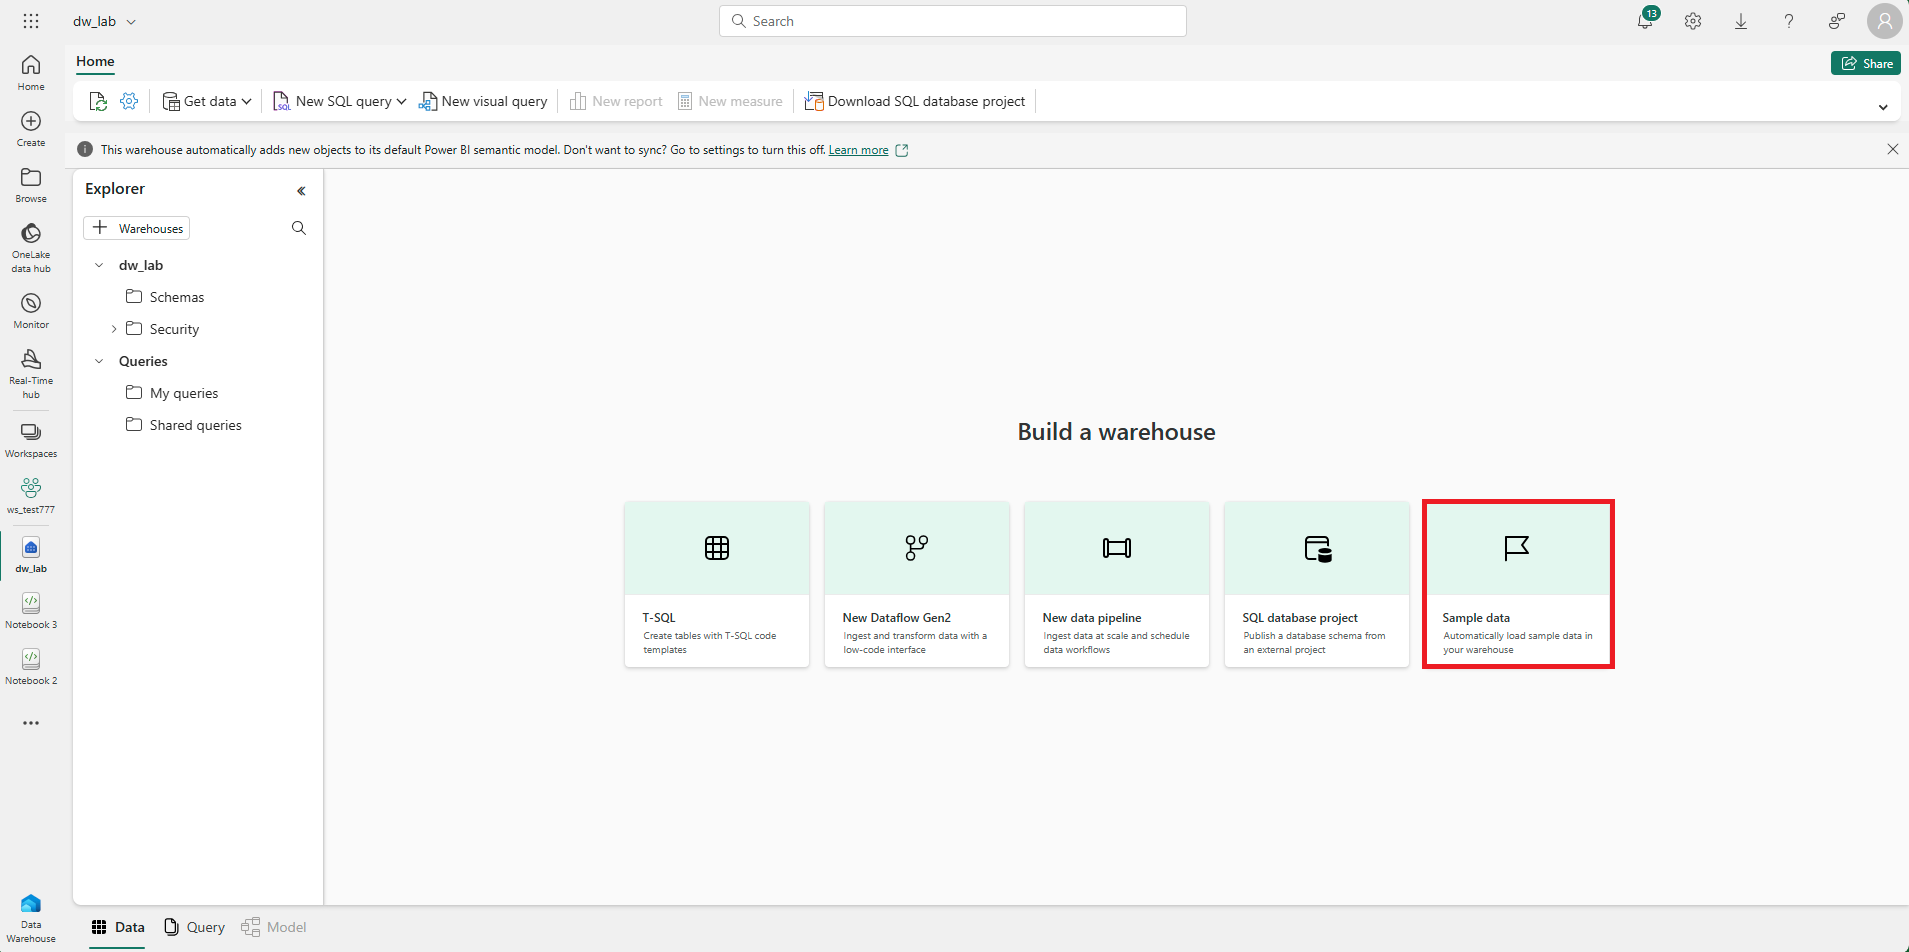 dw_lab
Search
13
Home
Share
Get data
New SQL query
New visual query
New report
New measure
Download SQL database project
This warehouse automatically adds new objects to its default Power BI semantic model. Don't want to sync? Go to settings to turn this off. Learn more
Home
Create
Browse
OneLake
data hub
Monitor
Real-Time
hub
Workspaces
ws_test777
dw_lab
Notebook 3
Notebook 2
Data
Warehouse
Explorer
Warehouses
dw_lab
Schemas
Security
Queries
My queries
Shared queries
Build a warehouse
T-SQL
Create tables with T-SQL code
templates
New Dataflow Gen2
Ingest and transform data with a
low-code interface
New data pipeline
Ingest data at scale and schedule
data workflows
SQL database project
Publish a database schema from
an external project
Sample data
Automatically load sample data in
your warehouse
Data
Query
Model